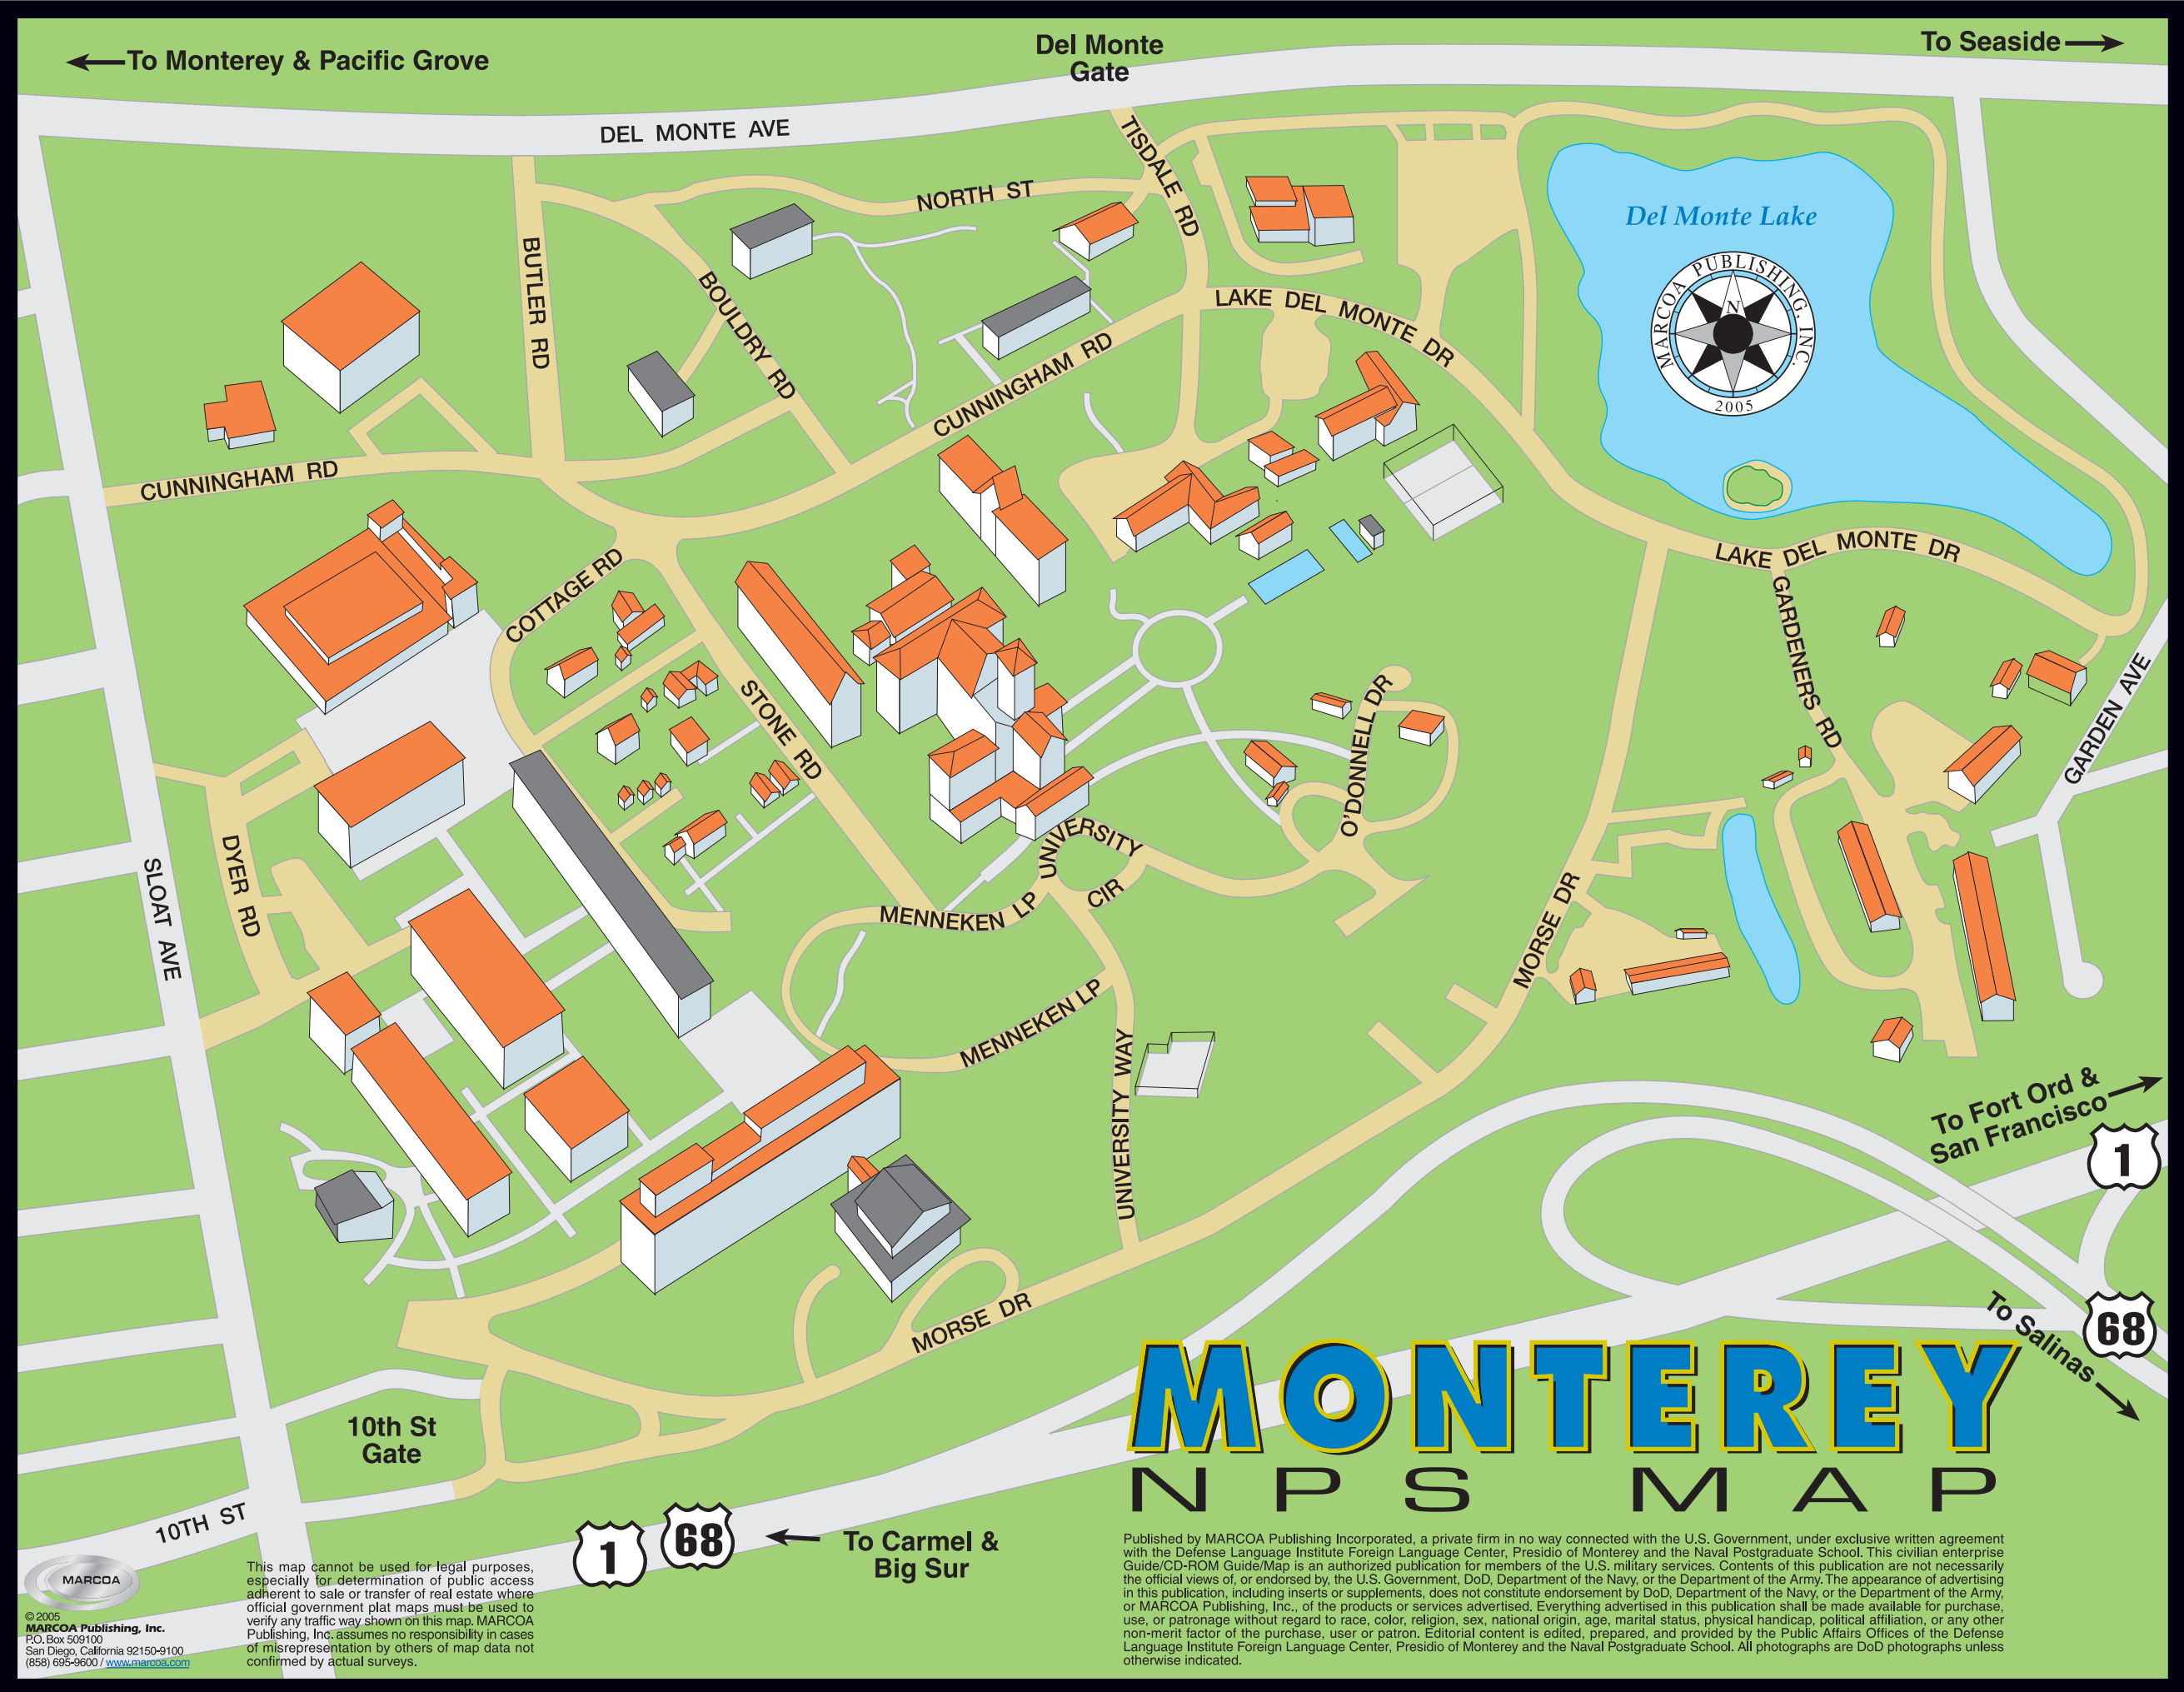 To Monterey & Pacific Grove
Del Monte
Gate
To Seaside
DEL MONTE AVE
TISDALE RD
NORTH ST
BUTLER RD
BOULDRY RD
Del Monte Lake
MARCOA PUBLISHING, INC.
N
2005
LAKE DEL MONTE DR
CUNNINGHAM RD
CUNNINGHAM RD
COTTAGE RD
LAKE DEL MONTE DR
GARDENERS RD
GARDEN AVE
STONE RD
O'DONNELL DR
UNIVERSITY
CIR
DYER RD
SLOAT AVE
MENNEKEN LP
MORSE DR
MENNEKEN LP
UNIVERSITY WAY
To Fort Ord &
San Francisco
1
To Salinas
68
MORSE DR
MONTEREY
NPS MAP
10th St
Gate
10TH ST
1
68
To Carmel &
Big Sur
MARCOA
© 2005
MARCOA Publishing, Inc.
P.O. Box 509100
San Diego, California 92150-9100
(858) 695-9600 / www.marcoa.com
This map cannot be used for legal purposes,
especially for determination of public access
adherent to sale or transfer of real estate where
official government plat maps must be used to
verify any traffic way shown on this map. MARCOA
Publishing, Inc. assumes no responsibility in cases
of misrepresentation by others of map data not
confirmed by actual surveys.
Published by MARCOA Publishing Incorporated, a private firm in no way connected with the U.S. Government, under exclusive written agreement
with the Defense Language Institute Foreign Language Center, Presidio of Monterey and the Naval Postgraduate School. This civilian enterprise
Guide/CD-ROM Guide/Map is an authorized publication for members of the U.S. military services. Contents of this publication are not necessarily
the official views of, or endorsed by, the U.S. Government, DoD, Department of the Navy, or the Department of the Army. The appearance of advertising
in this publication, including inserts or supplements, does not constitute endorsement by DoD, Department of the Navy, or the Department of the Army,
or MARCOA Publishing, Inc., of the products or services advertised. Everything advertised in this publication shall be made available for purchase,
use, or patronage without regard to race, color, religion, sex, national origin, age, marital status, physical handicap, political affiliation, or any other
non-merit factor of the purchase, user or patron. Editorial content is edited, prepared, and provided by the Public Affairs Offices of the Defense
Language Institute Foreign Language Center, Presidio of Monterey and the Naval Postgraduate School. All photographs are DoD photographs unless
otherwise indicated.